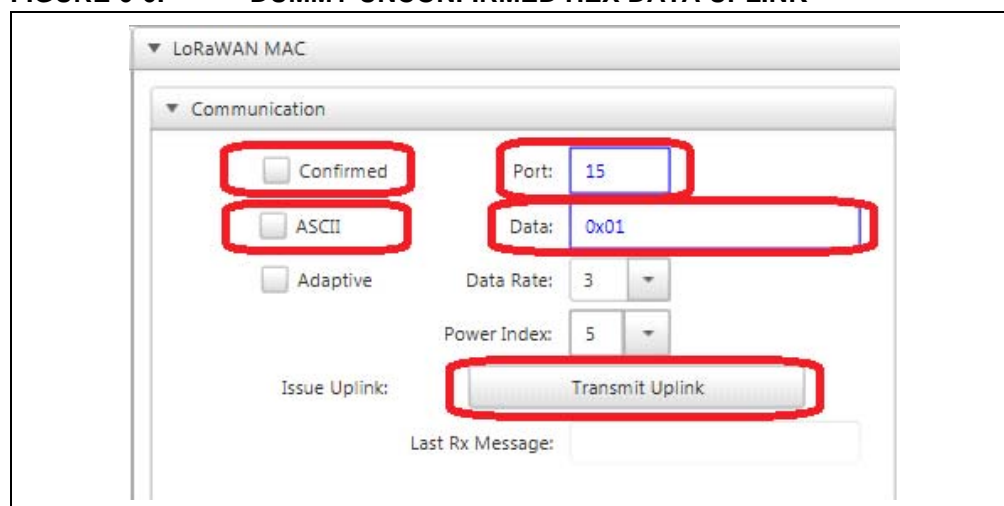 ▼ LoRaWAN MAC
▼ Communication
Confirmed Port: 15
ASCII Data: 0x01
Adaptive Data Rate: 3
Power Index: 5
Issue Uplink: Transmit Uplink
Last Rx Message: